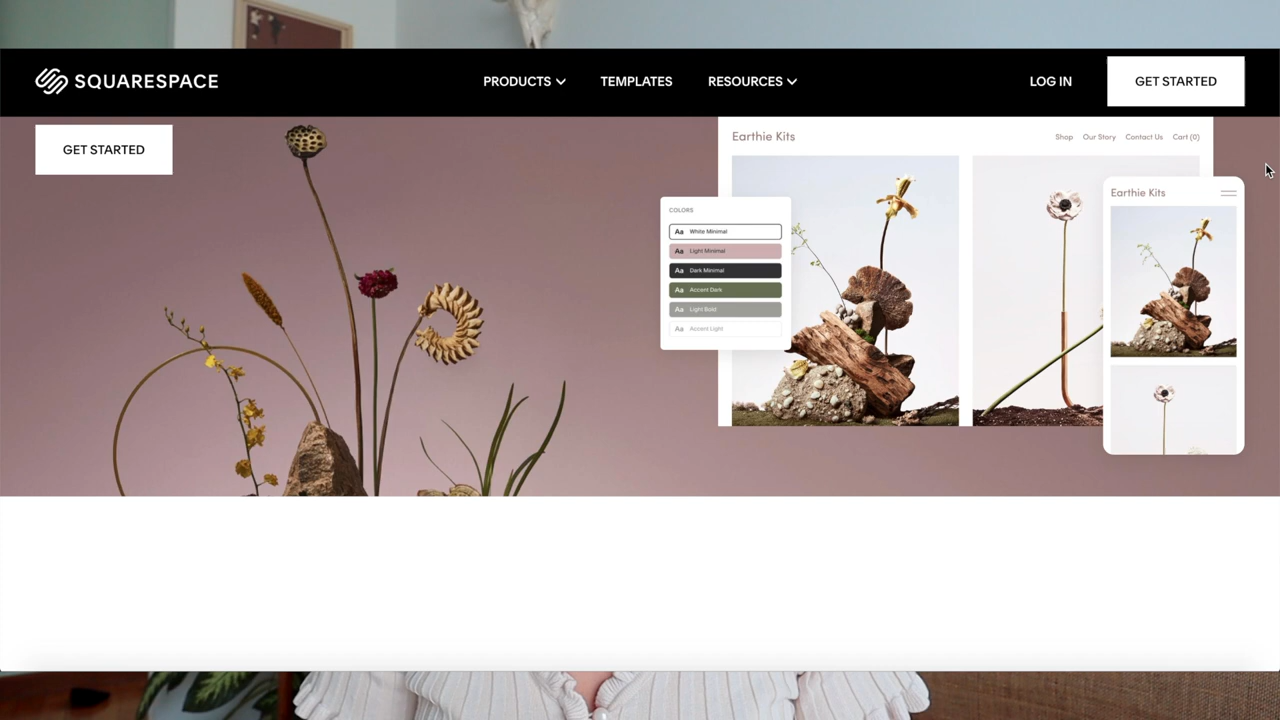 SQUARESPACE
PRODUCTS
TEMPLATES
RESOURCES
LOG IN
GET STARTED
GET STARTED
Earthie Kits
Shop
Our Story
Contact Us
Cart (0)
Earthie Kits
COLORS
Aa White Minimal
Aa Light Minimal
Aa Dark Minimal
Aa Accent Dark
Aa Light Bold
Aa Accent Light